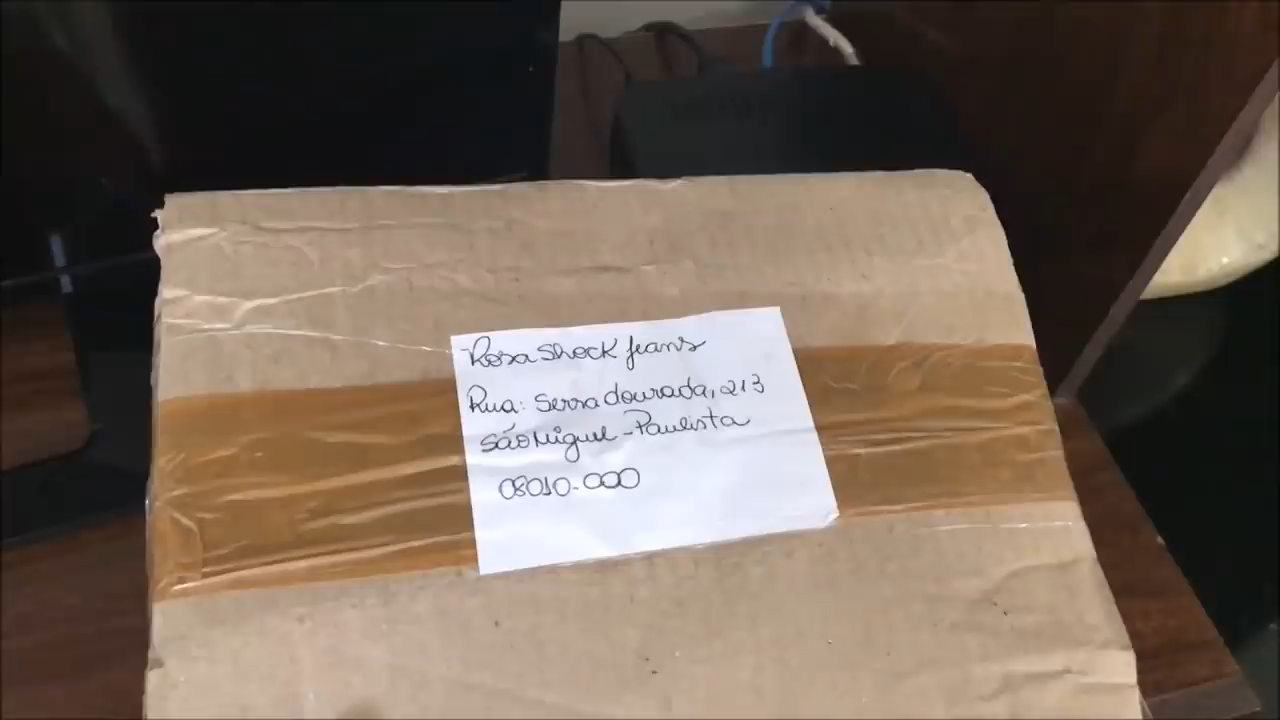 Rosa Shock Jeans
Rua: Serra dourada, 213
São Miguel-Paulista
08010-000